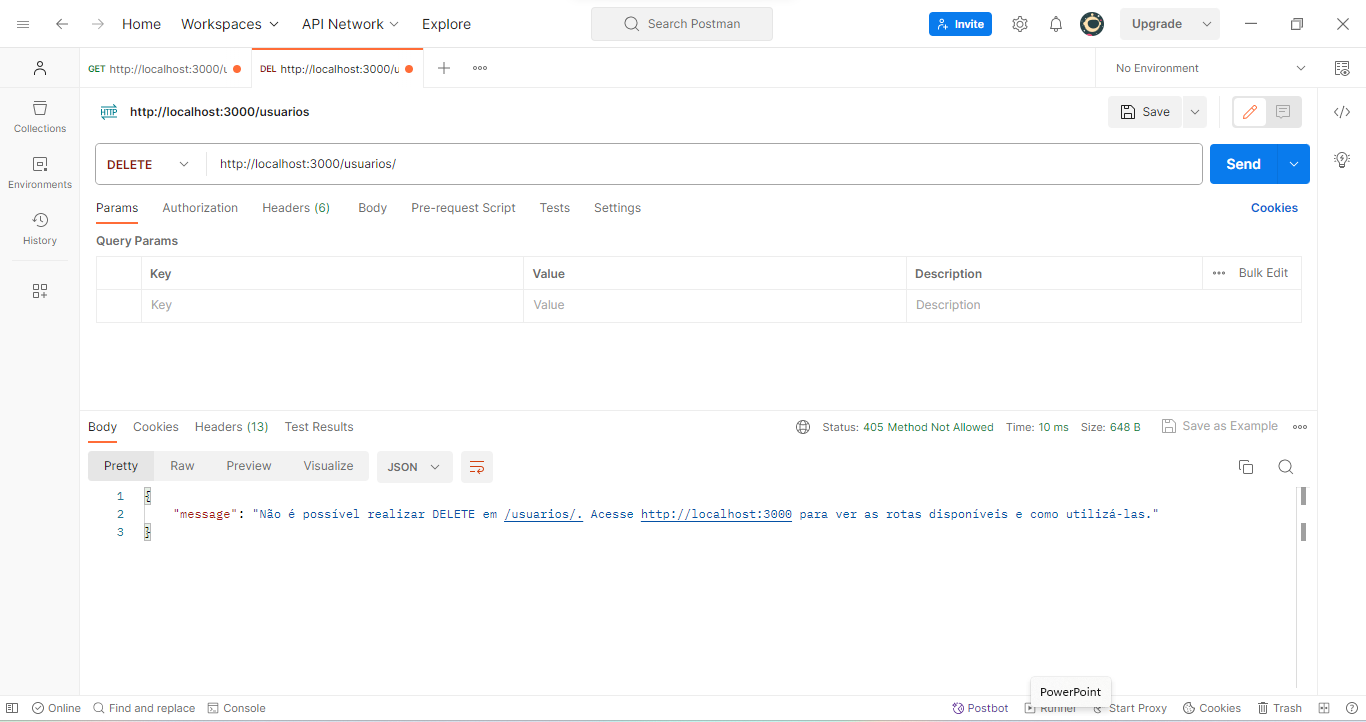 Home Workspaces API Network Explore Search Postman Invite Upgrade
GET http://localhost:3000/u DEL http://localhost:3000/u No Environment
HTTP http://localhost:3000/usuarios Save
Collections
DELETE http://localhost:3000/usuarios/ Send
Environments
Params Authorization Headers (6) Body Pre-request Script Tests Settings Cookies
History
Query Params
Key Value Description Bulk Edit
Key Value Description
Body Cookies Headers (13) Test Results Status: 405 Method Not Allowed Time: 10 ms Size: 648 B Save as Example
Pretty Raw Preview Visualize JSON
1 {
2 "message": "Não é possível realizar DELETE em /usuarios/. Acesse http://localhost:3000 para ver as rotas disponíveis e como utilizá-las."
3 }
PowerPoint
Online Find and replace Console Postbot Runner Start Proxy Cookies Trash